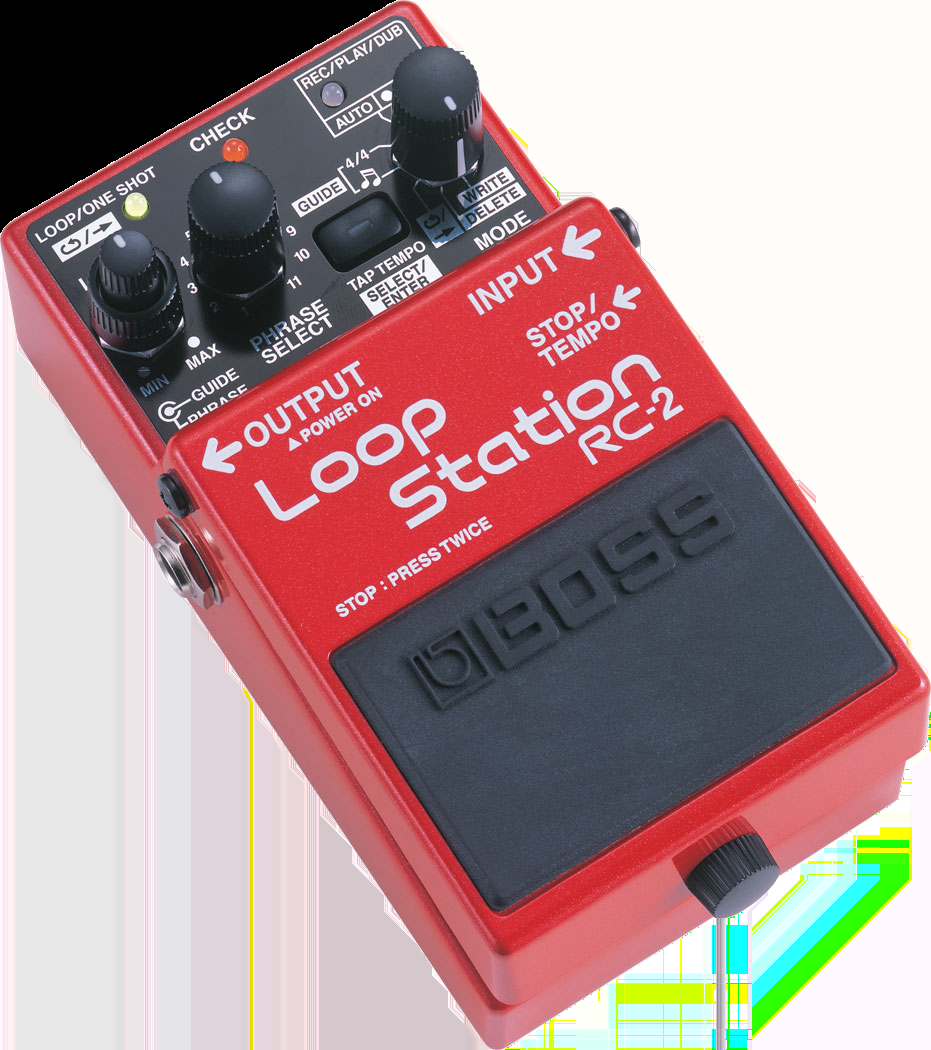 REC/PLAY/DUB
AUTO
CHECK
LOOP/ONE SHOT
4/4
GUIDE
WRITE
DELETE
MODE
9
10
11
4
3
2
1
TAP TEMPO
SELECT/
ENTER
PHRASE
SELECT
MAX
MIN
GUIDE
PHRASE
INPUT
STOP/
TEMPO
OUTPUT
▲POWER ON
Loop
Station
RC-2
STOP : PRESS TWICE
BOSS